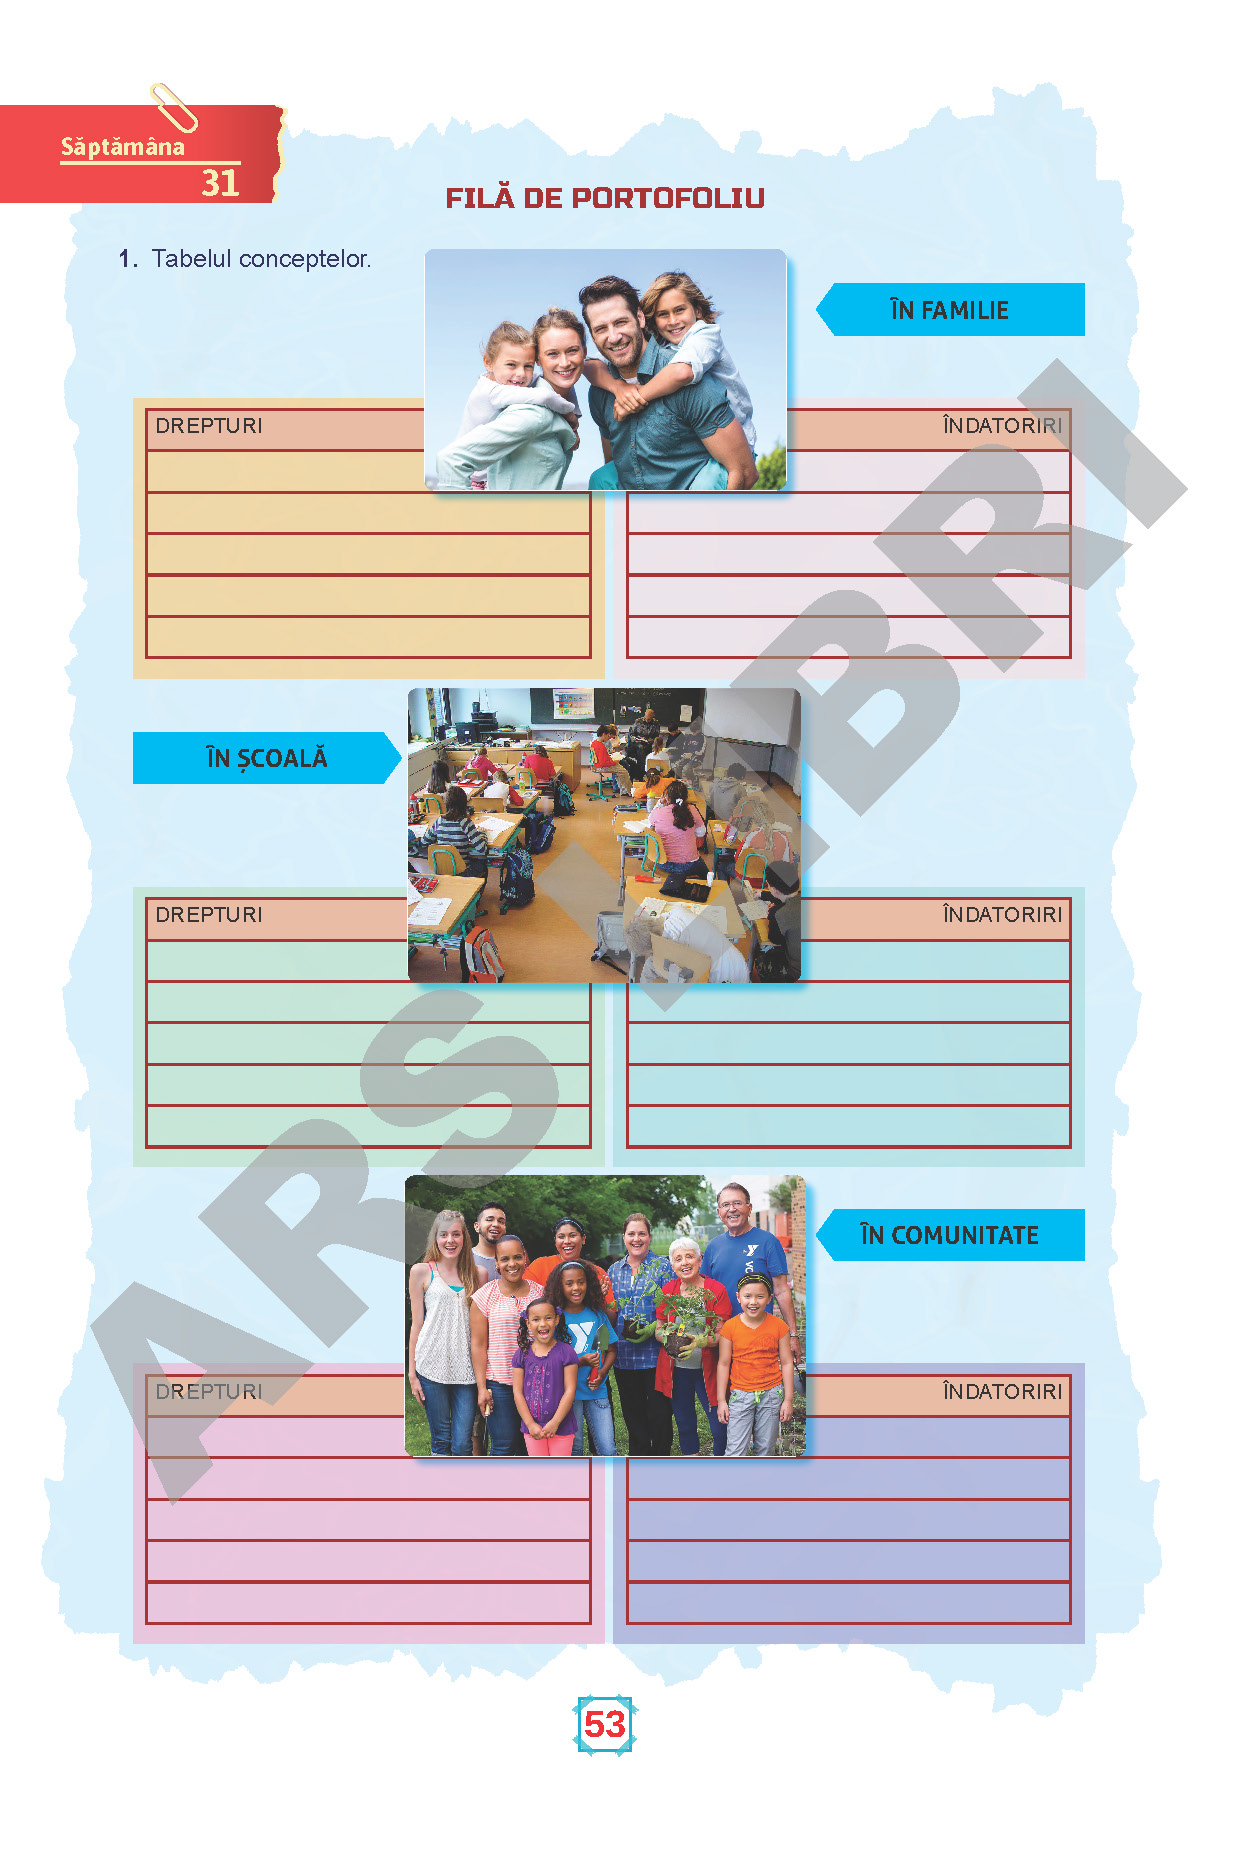 Săptămâna
31
FILĂ DE PORTOFOLIU
1. Tabelul conceptelor.
ÎN FAMILIE
DREPTURI
ÎNDATORIRI
ÎN ȘCOALĂ
DREPTURI
ÎNDATORIRI
ÎN COMUNITATE
DREPTURI
ÎNDATORIRI
53
ARS LIBRI